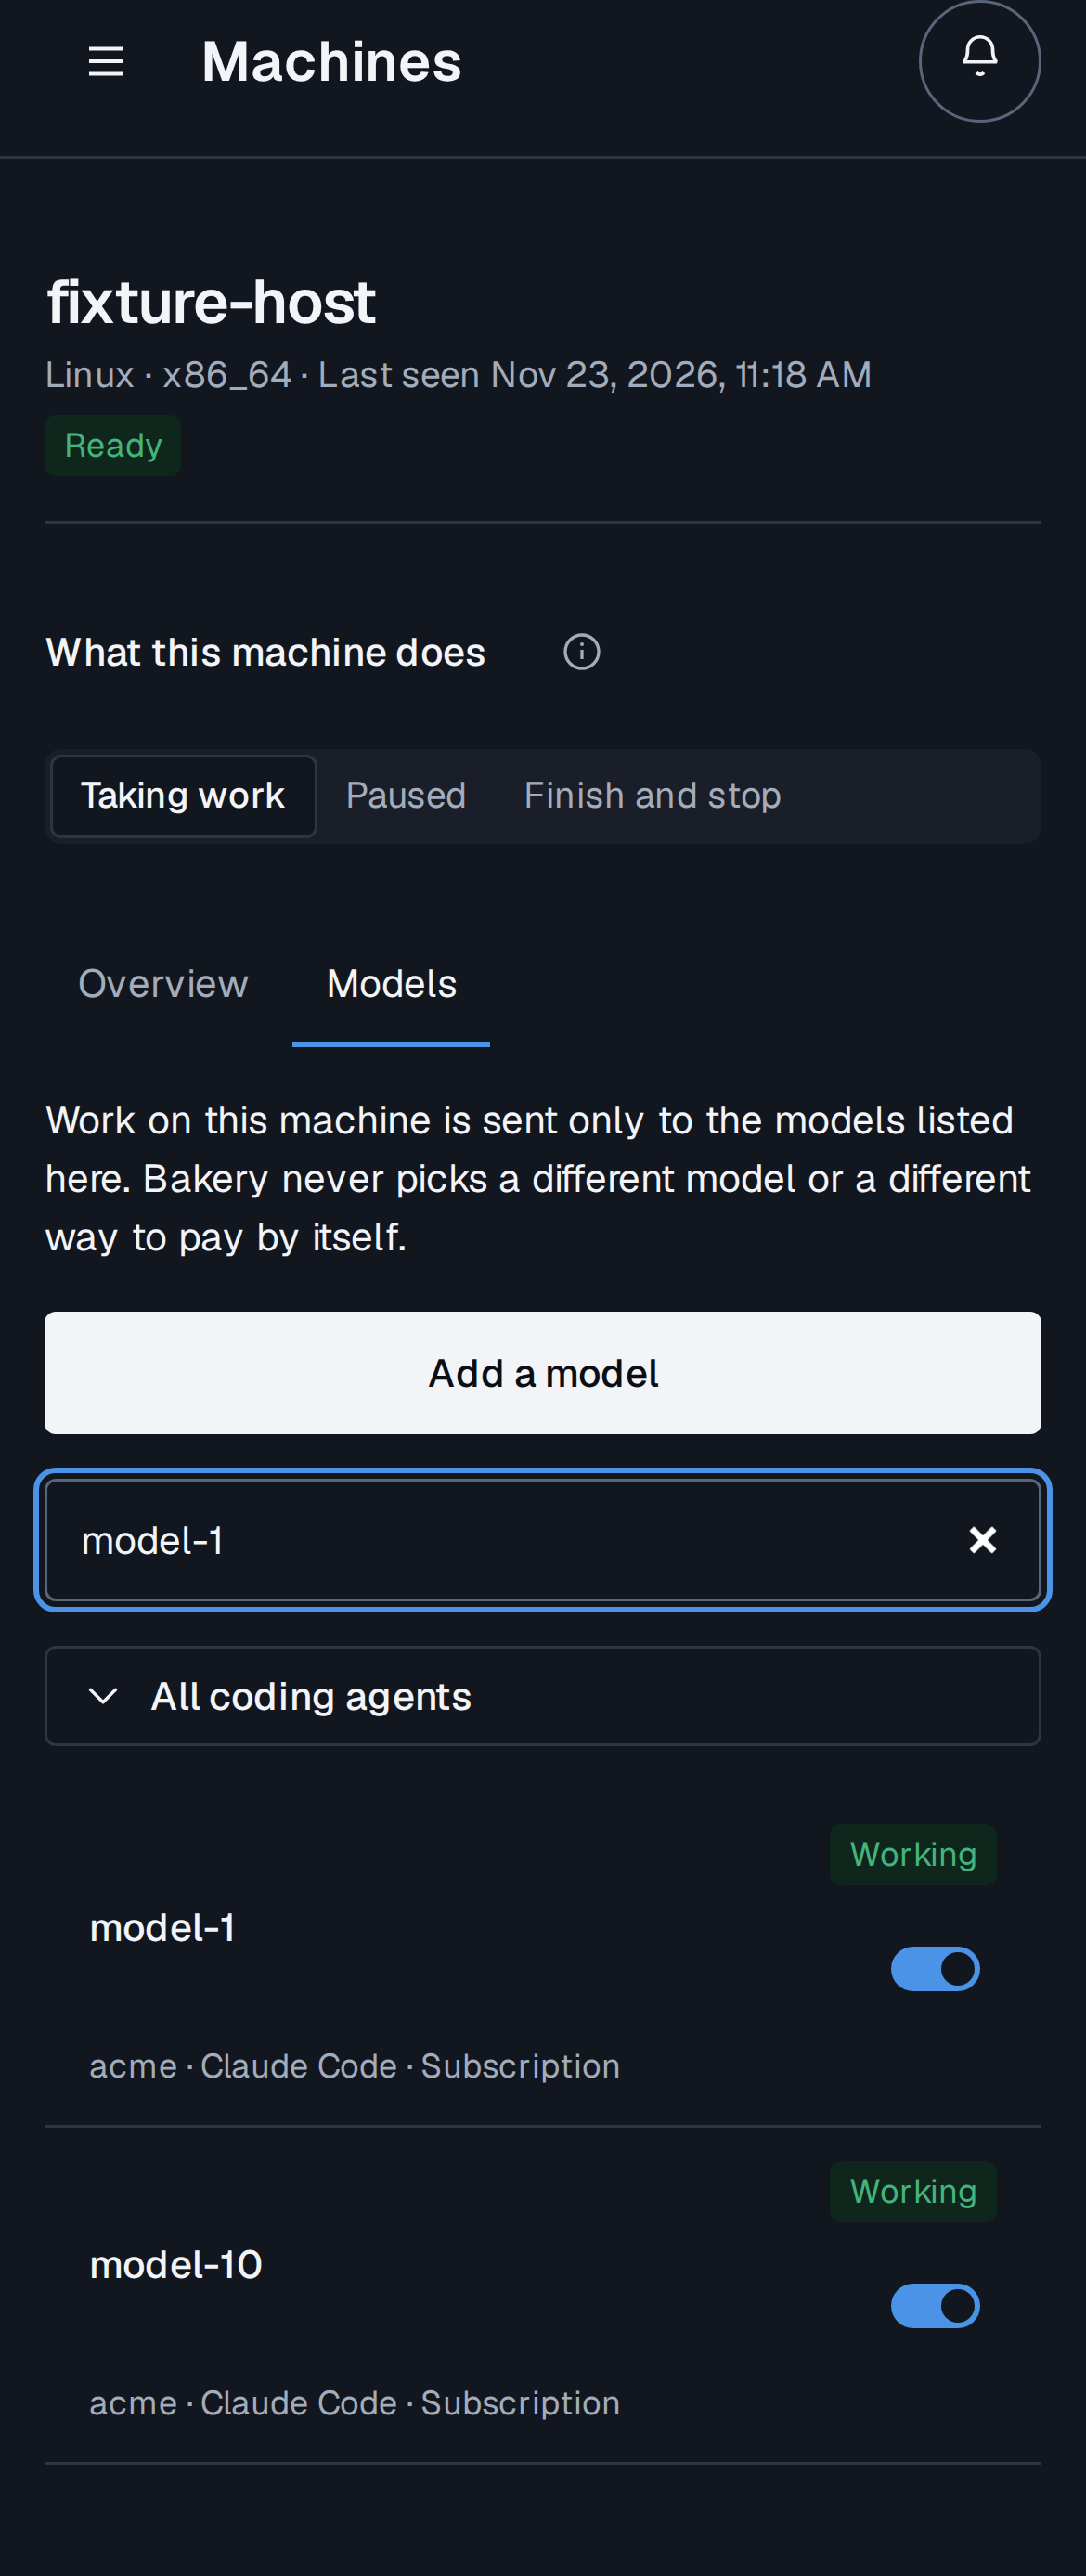 Machines
fixture-host
Linux · x86_64 · Last seen Nov 23, 2026, 11:18 AM
Ready
What this machine does
Taking work Paused Finish and stop
Overview Models
Work on this machine is sent only to the models listed
here. Bakery never picks a different model or a different
way to pay by itself.
Add a model
model-1
All coding agents
Working
model-1
acme · Claude Code · Subscription
Working
model-10
acme · Claude Code · Subscription